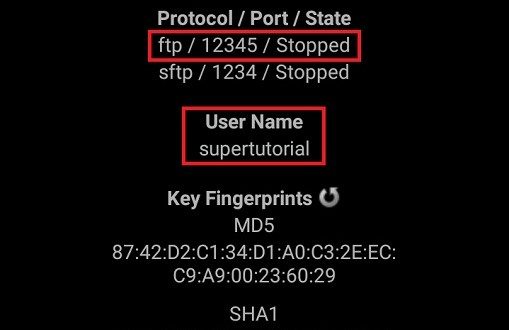 Protocol / Port / State
ftp / 12345 / Stopped
sftp / 1234 / Stopped
User Name
supertutorial
Key Fingerprints
MD5
87:42:D2:C1:34:D1:A0:C3:2E:EC:
C9:A9:00:23:60:29
SHA1